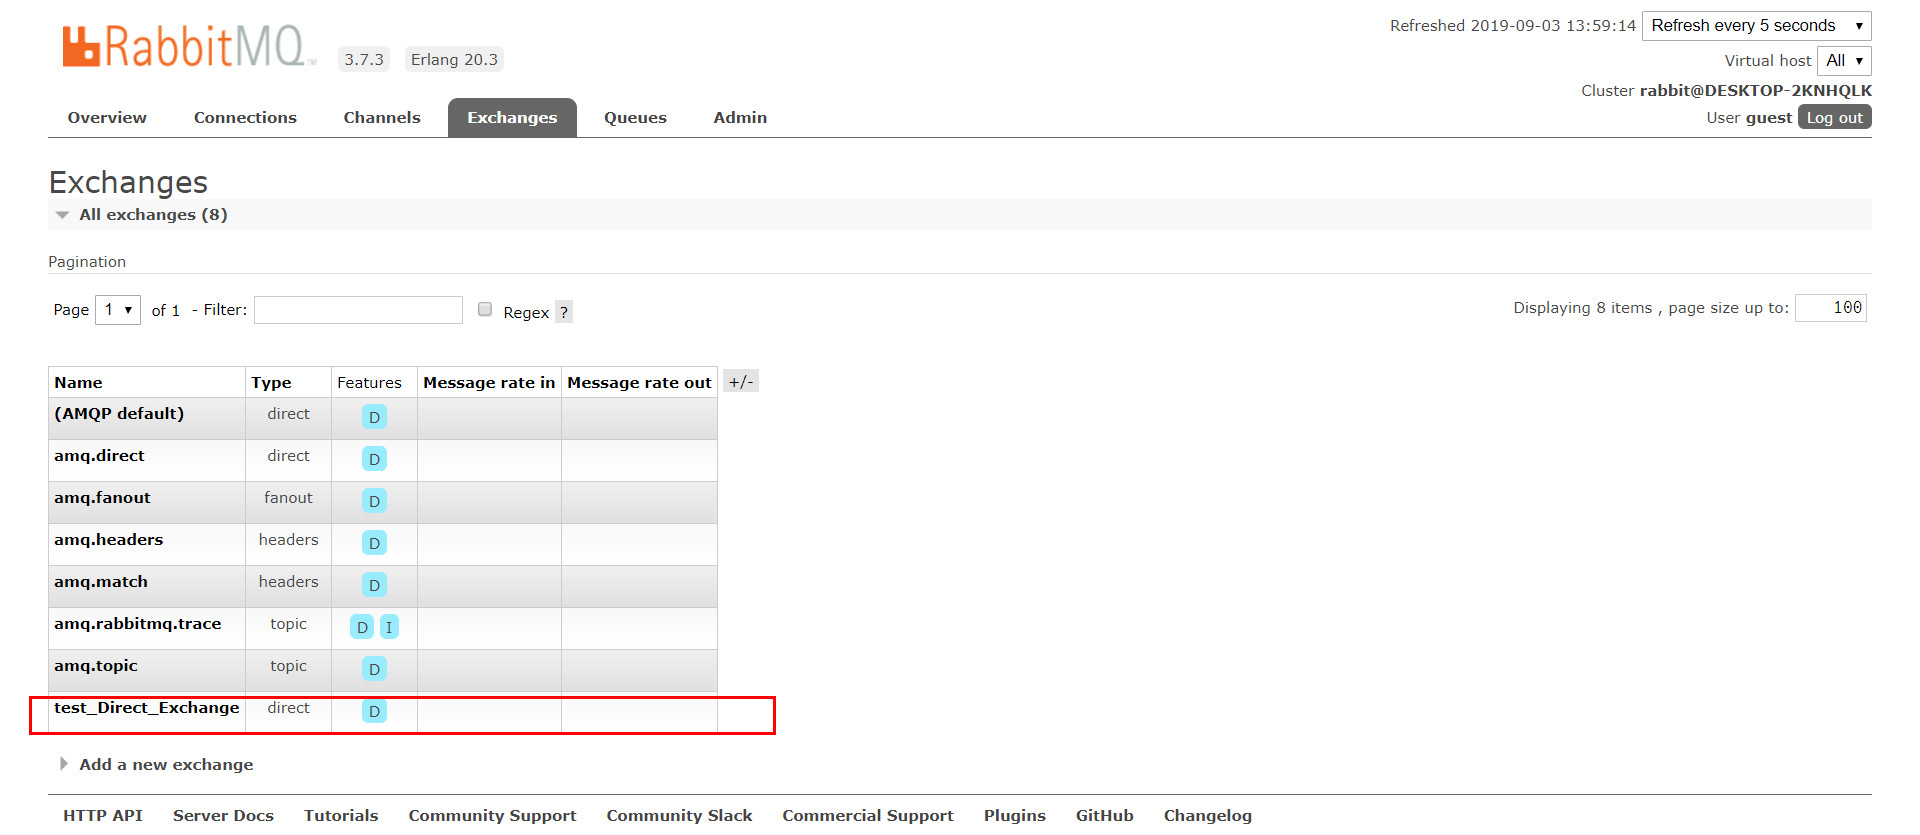 RabbitMQ™ 3.7.3 Erlang 20.3
Refreshed 2019-09-03 13:59:14 Refresh every 5 seconds
Virtual host All
Cluster rabbit@DESKTOP-2KNHQLK
User guest Log out
Overview Connections Channels Exchanges Queues Admin
Exchanges
All exchanges (8)
Pagination
Page 1 of 1 - Filter: Regex ? Displaying 8 items , page size up to: 100
Name Type Features Message rate in Message rate out +/-
(AMQP default) direct D
amq.direct direct D
amq.fanout fanout D
amq.headers headers D
amq.match headers D
amq.rabbitmq.trace topic D I
amq.topic topic D
test_Direct_Exchange direct D
Add a new exchange
HTTP API Server Docs Tutorials Community Support Community Slack Commercial Support Plugins GitHub Changelog